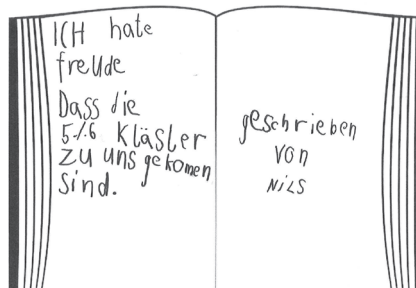 ICH hate
freude
Dass die
5./.6 Kläsler
zu uns gekomen
sind.
geschrieben
von
NiLS